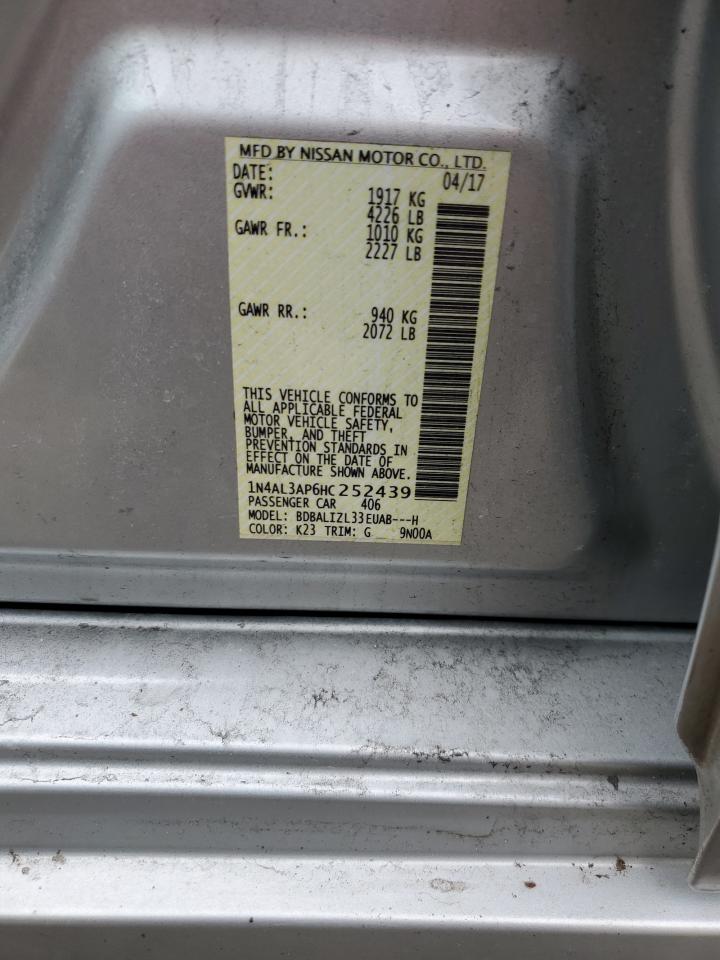 MFD BY NISSAN MOTOR CO., LTD.
DATE: 04/17
GVWR: 1917 KG
4226 LB
GAWR FR.: 1010 KG
2227 LB
GAWR RR.: 940 KG
2072 LB
THIS VEHICLE CONFORMS TO
ALL APPLICABLE FEDERAL
MOTOR VEHICLE SAFETY,
BUMPER, AND THEFT
PREVENTION STANDARDS IN
EFFECT ON THE DATE OF
MANUFACTURE SHOWN ABOVE.
1N4AL3AP6HC252439
PASSENGER CAR 406
MODEL: BDBALIZL33EUAB---H
COLOR: K23 TRIM: G 9N00A